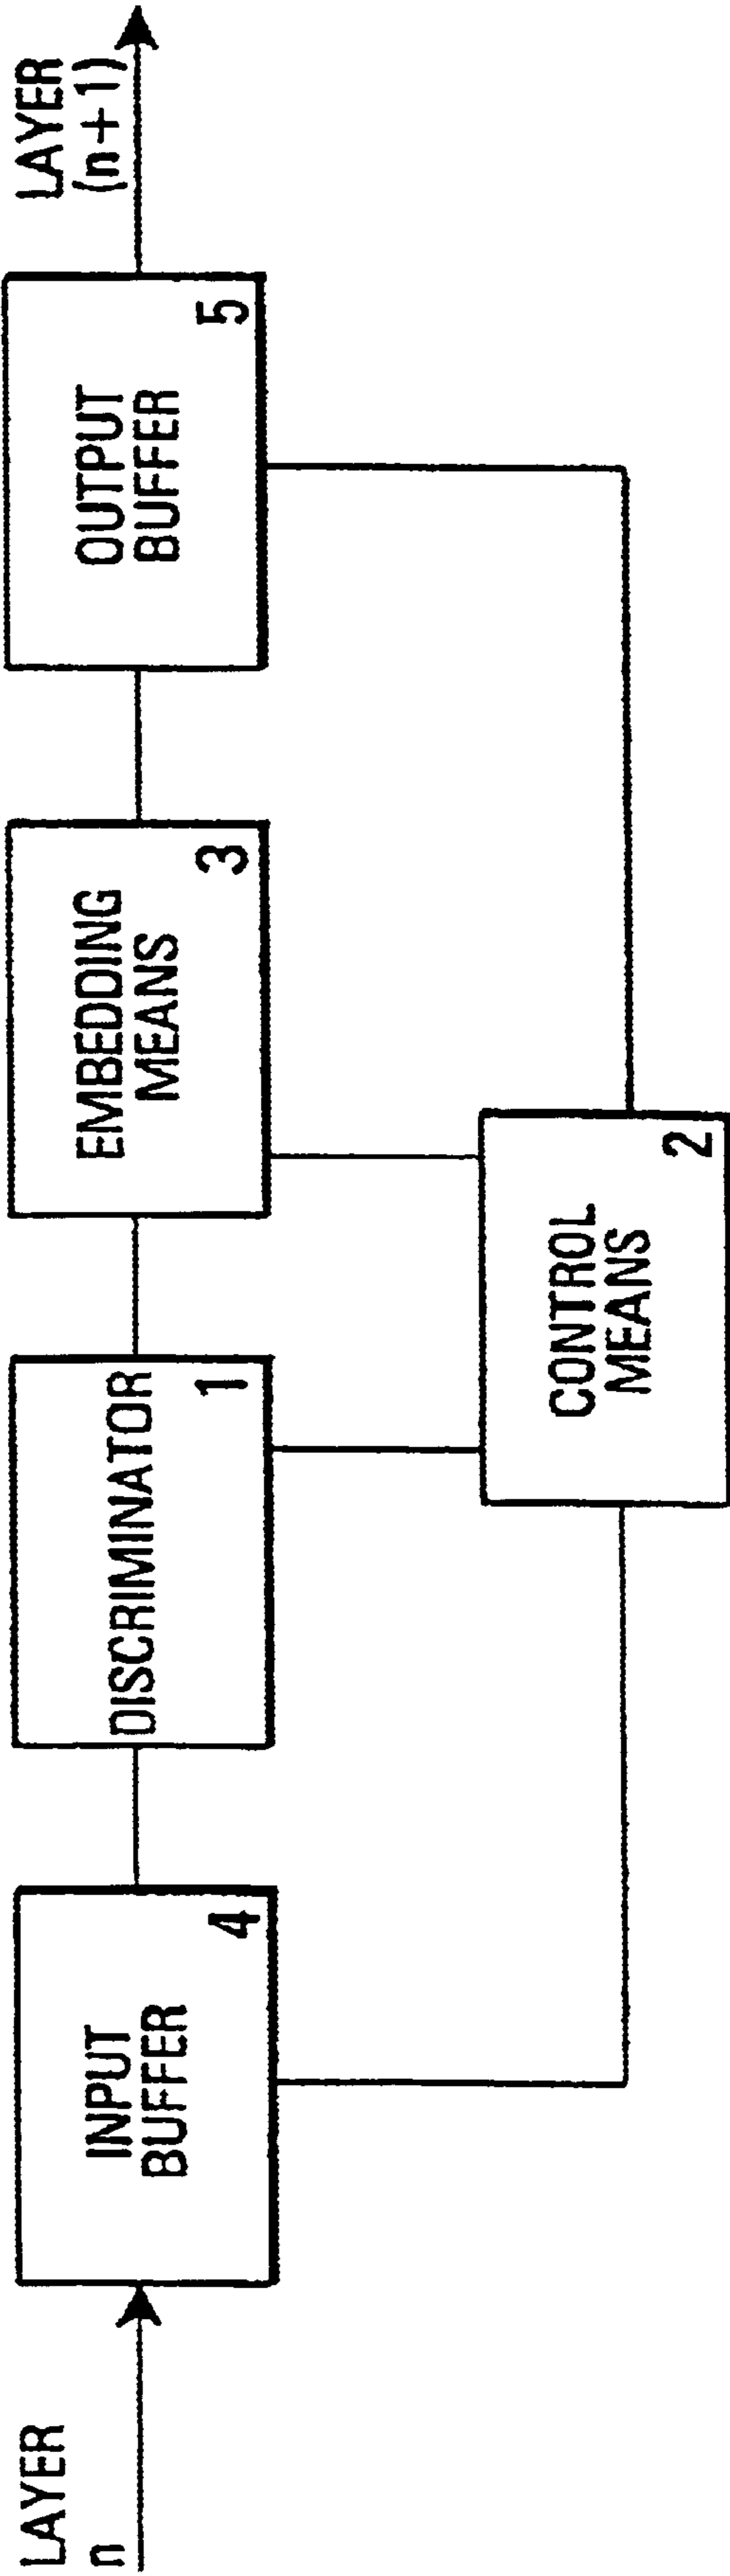 LAYER
n
INPUT
BUFFER
4
DISCRIMINATOR
1
EMBEDDING
MEANS
3
OUTPUT
BUFFER
5
LAYER
(n+1)
CONTROL
MEANS
2